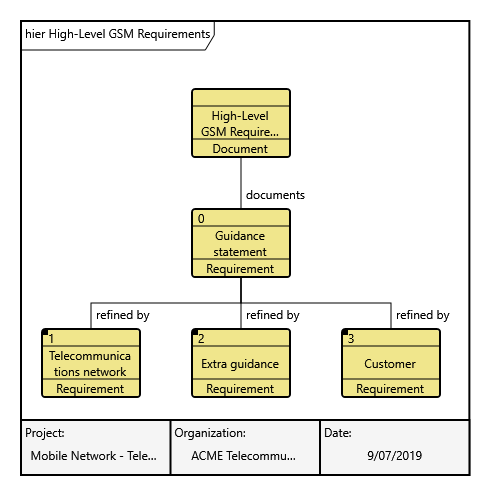 hier High-Level GSM Requirements
High-Level
GSM Require...
Document
documents
0
Guidance
statement
Requirement
refined by
refined by
refined by
1
Telecommunica
tions network
Requirement
2
Extra guidance
Requirement
3
Customer
Requirement
Project:
Mobile Network - Tele...
Organization:
ACME Telecommu...
Date:
9/07/2019